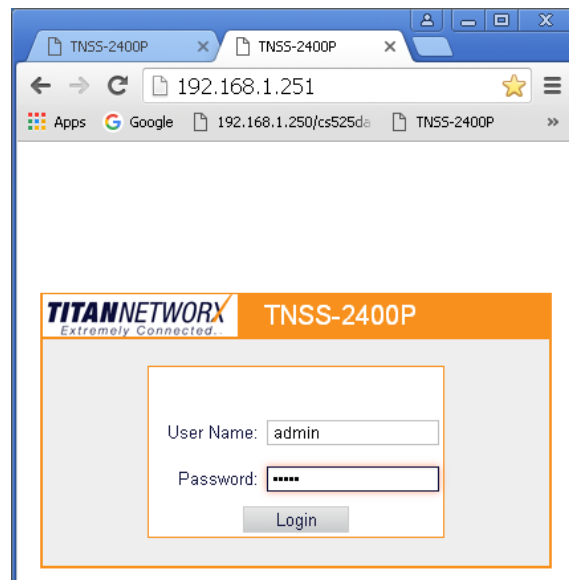 TNSS-2400P TNSS-2400P
192.168.1.251
Apps Google 192.168.1.250/cs525da TNSS-2400P »
TITANNETWORX TNSS-2400P
Extremely Connected..
User Name: admin
Password: •••••
Login